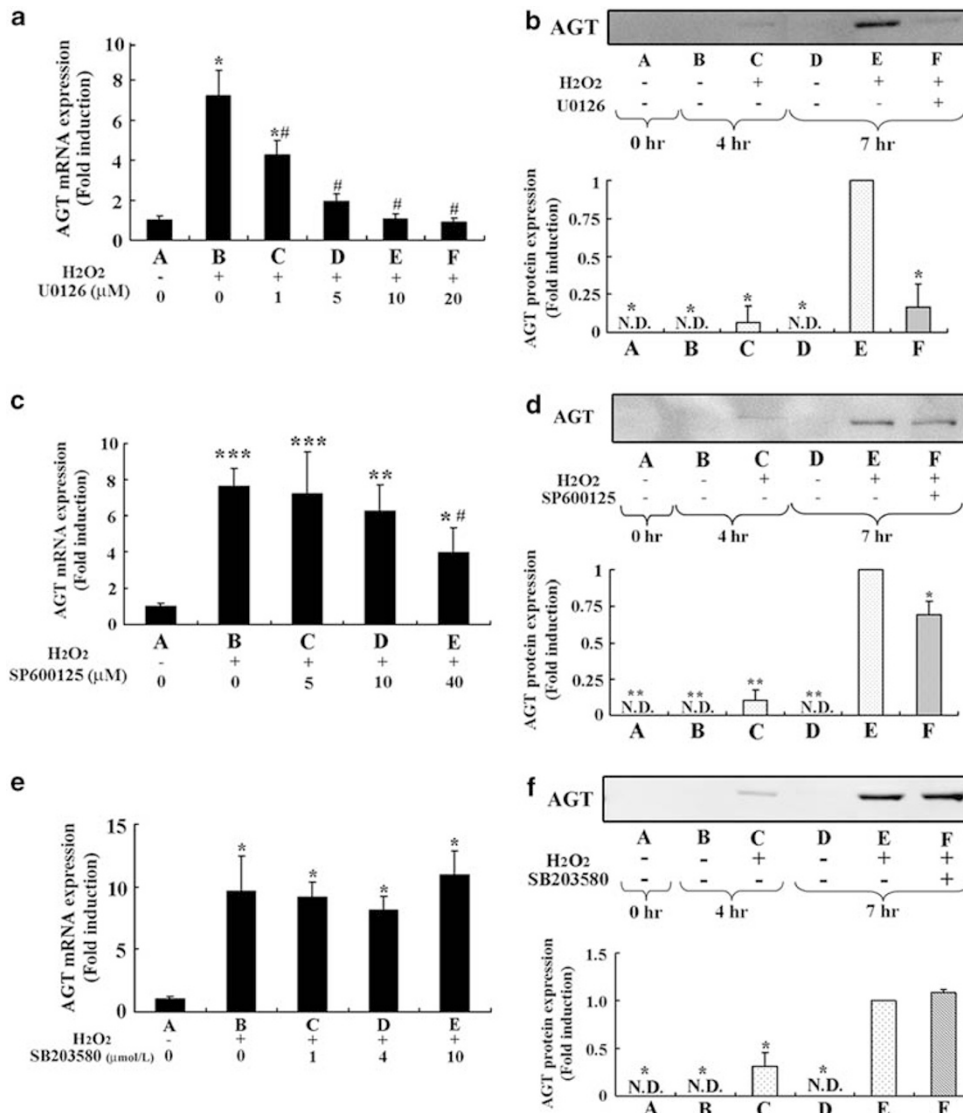 a
AGT mRNA expression
(Fold induction)
10
8
6
4
2
0
*
*#
#
#
#
A B C D E F
H2O2 - + + + + +
U0126 (μM) 0 0 1 5 10 20
b
AGT
A B C D E F
H2O2 - - + - + +
U0126 - - - - - +
0 hr 4 hr 7 hr
AGT protein expression
(Fold induction)
1
0.75
0.5
0.25
0
* * * * *
N.D. N.D. N.D.
A B C D E F
c
AGT mRNA expression
(Fold induction)
10
8
6
4
2
0
*** *** ** *#
A B C D E
H2O2 - + + + +
SP600125 (μM) 0 0 5 10 40
d
AGT
A B C D E F
H2O2 - - + - + +
SP600125 - - - - - +
0 hr 4 hr 7 hr
AGT protein expression
(Fold induction)
1
0.75
0.5
0.25
0
** ** ** ** *
N.D. N.D. N.D.
A B C D E F
e
AGT mRNA expression
(Fold induction)
15
10
5
0
* * * *
A B C D E
H2O2 - + + + +
SB203580 (μmol/L) 0 0 1 4 10
f
AGT
A B C D E F
H2O2 - - + - + +
SB203580 - - - - - +
0 hr 4 hr 7 hr
AGT protein expression
(Fold induction)
1.5
1.0
0.5
0
* * * *
N.D. N.D. N.D.
A B C D E F